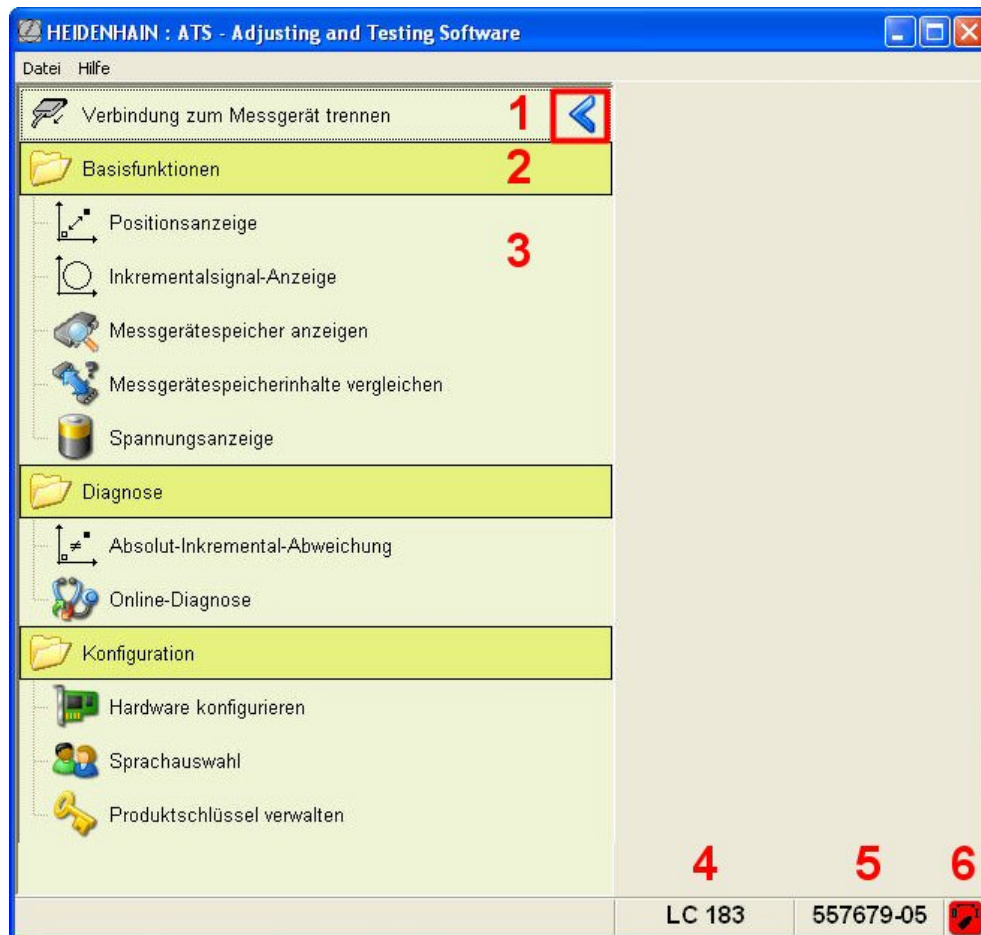 HEIDENHAIN : ATS - Adjusting and Testing Software
Datei Hilfe
Verbindung zum Messgerät trennen 1
Basisfunktionen 2
Positionsanzeige
3
Inkrementalsignal-Anzeige
Messgerätespeicher anzeigen
Messgerätespeicherinhalte vergleichen
Spannungsanzeige
Diagnose
Absolut-Inkremental-Abweichung
Online-Diagnose
Konfiguration
Hardware konfigurieren
Sprachauswahl
Produktschlüssel verwalten
4 5 6
LC 183 557679-05